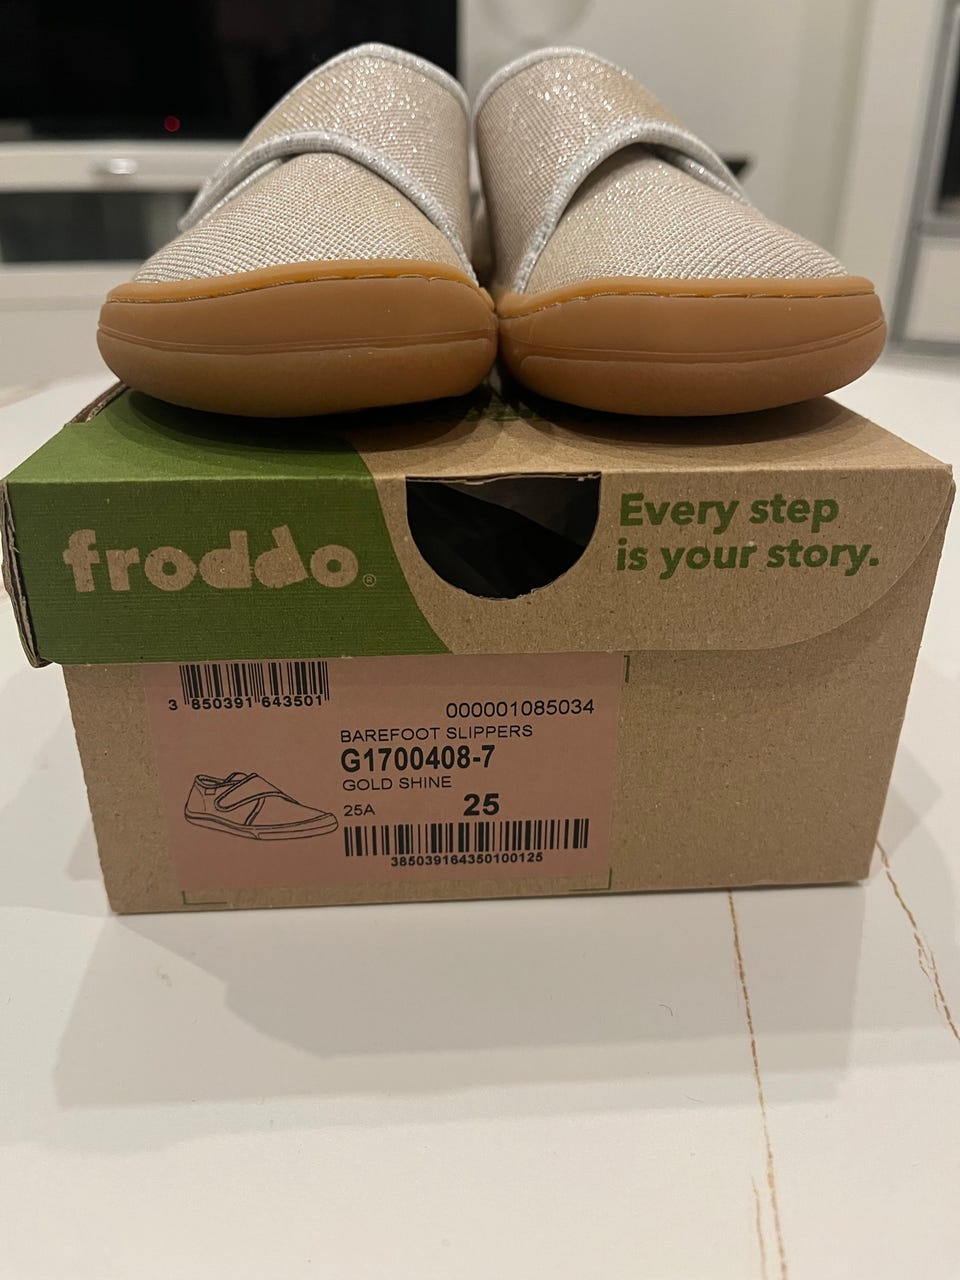 froddo®
Every step
is your story.
3 850391 643501
000001085034
BAREFOOT SLIPPERS
G1700408-7
GOLD SHINE
25A 25
385039164350100125